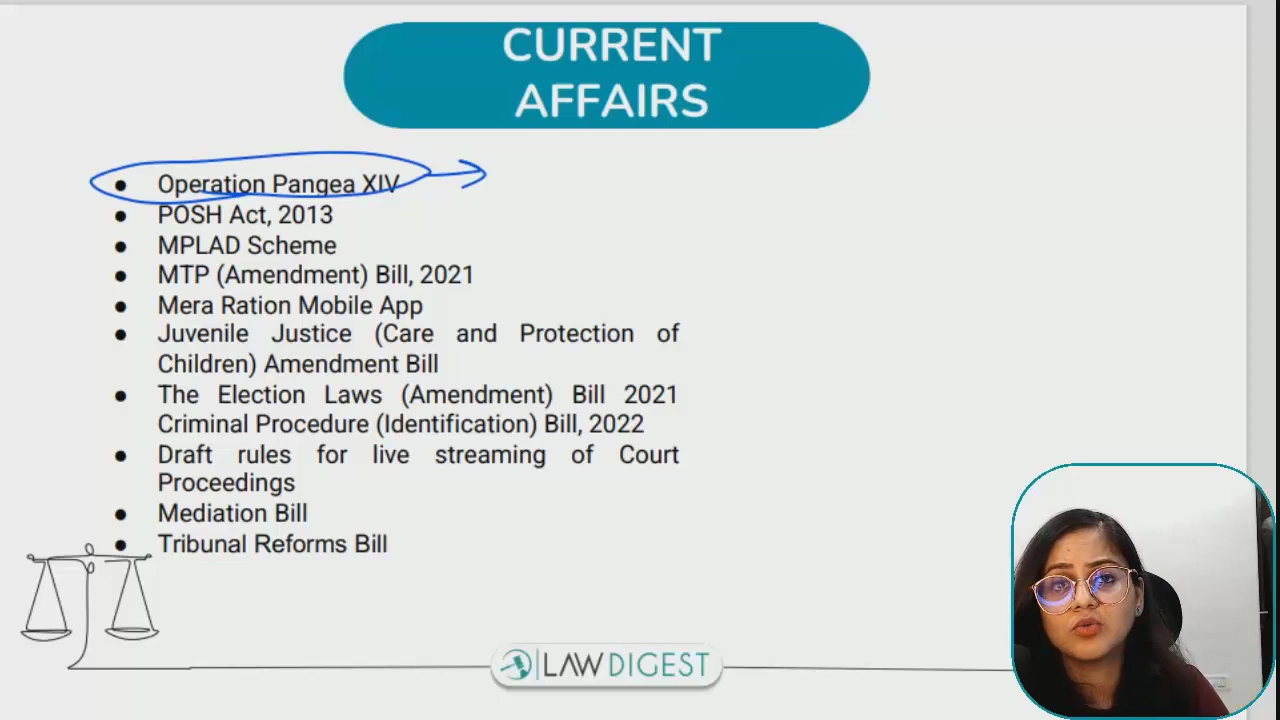 CURRENT
AFFAIRS
● Operation Pangea XIV
● POSH Act, 2013
● MPLAD Scheme
● MTP (Amendment) Bill, 2021
● Mera Ration Mobile App
● Juvenile Justice (Care and Protection of
Children) Amendment Bill
● The Election Laws (Amendment) Bill 2021
Criminal Procedure (Identification) Bill, 2022
● Draft rules for live streaming of Court
Proceedings
● Mediation Bill
● Tribunal Reforms Bill
LAWDIGEST